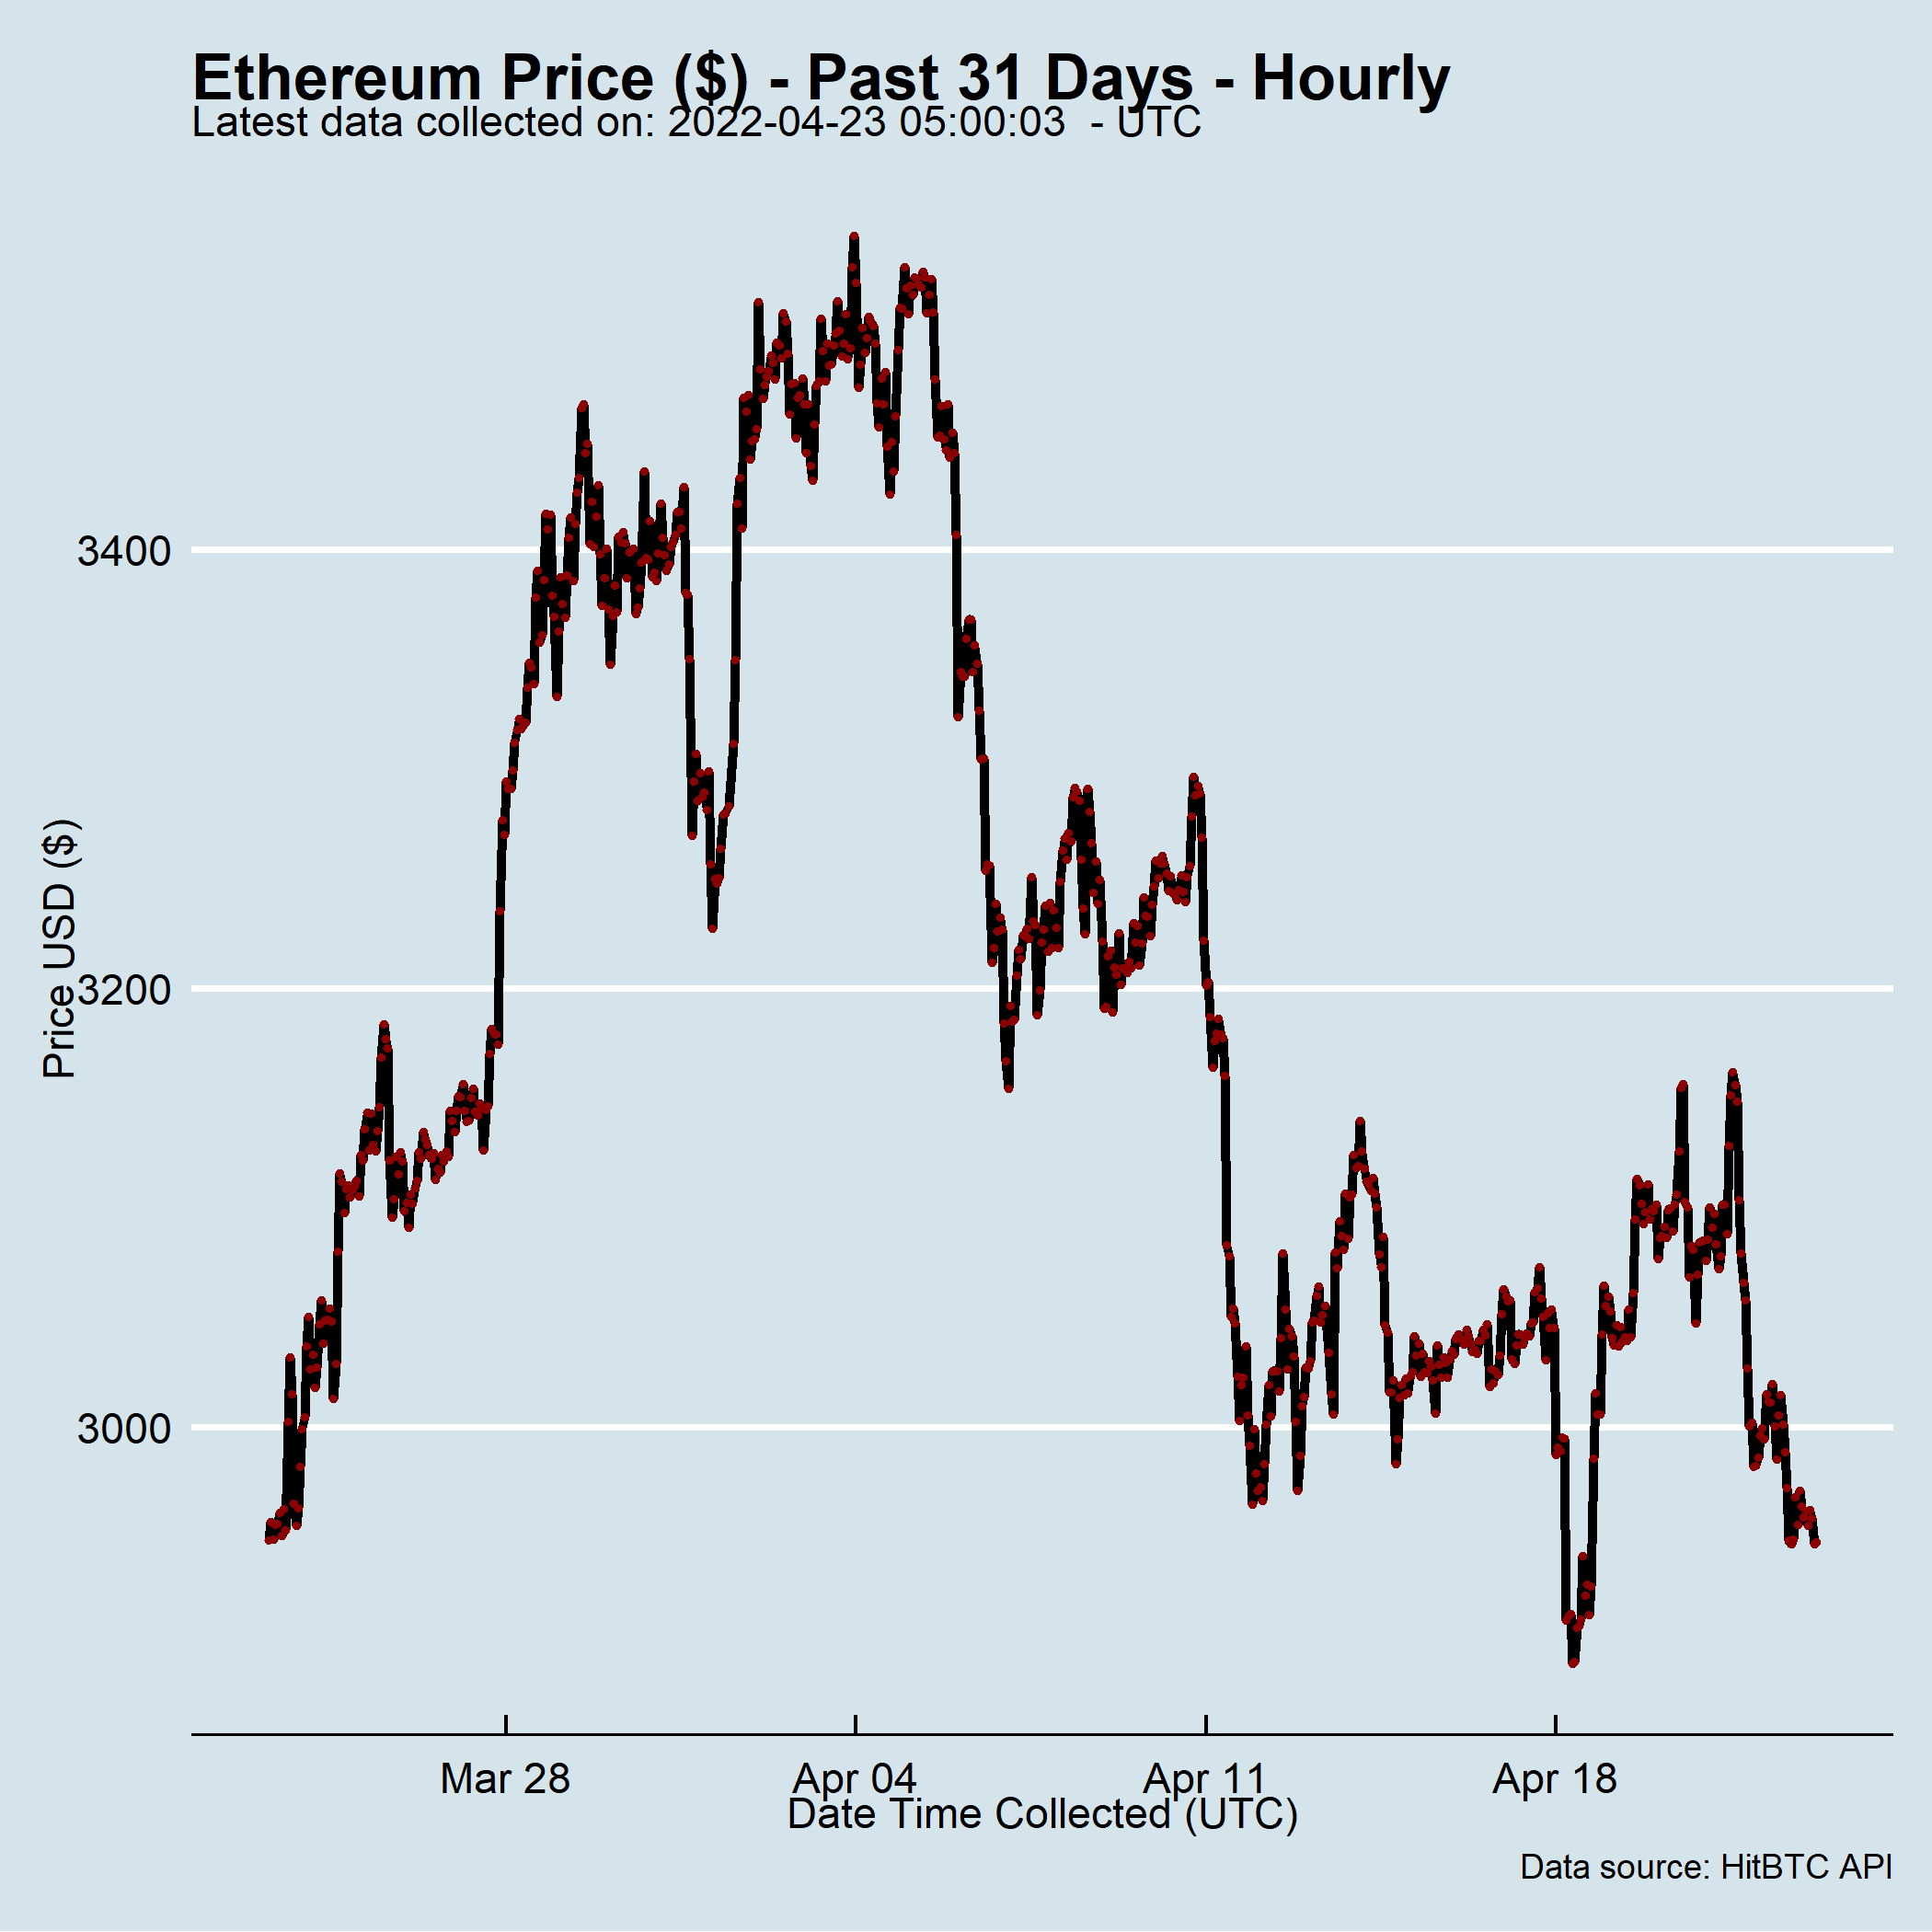 Ethereum Price ($) - Past 31 Days - Hourly
Latest data collected on: 2022-04-23 05:00:03  - UTC
Price USD ($)
3400
3200
3000
Mar 28
Apr 04
Apr 11
Apr 18
Date Time Collected (UTC)
Data source: HitBTC API